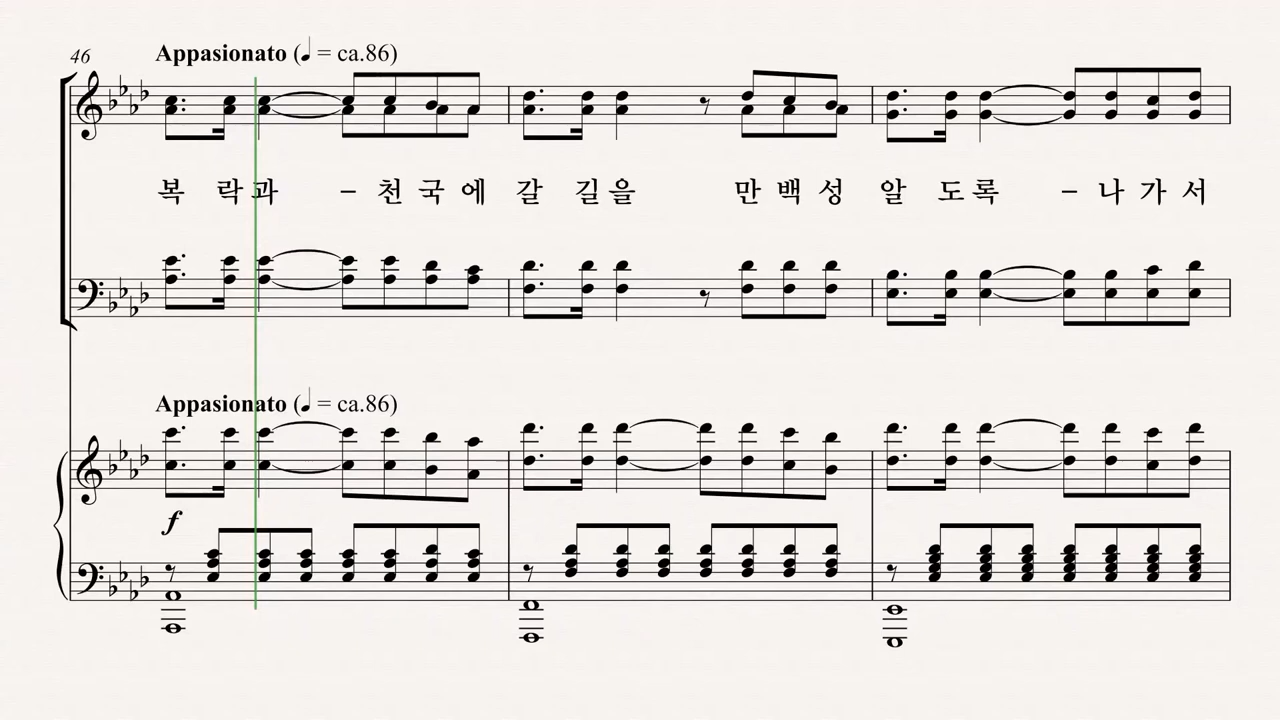 46
Appasionato (♩ = ca.86)
복 락 과 – 천 국 에 갈 길 을 만 백 성 알 도 록 – 나 가 서
Appasionato (♩ = ca.86)
f